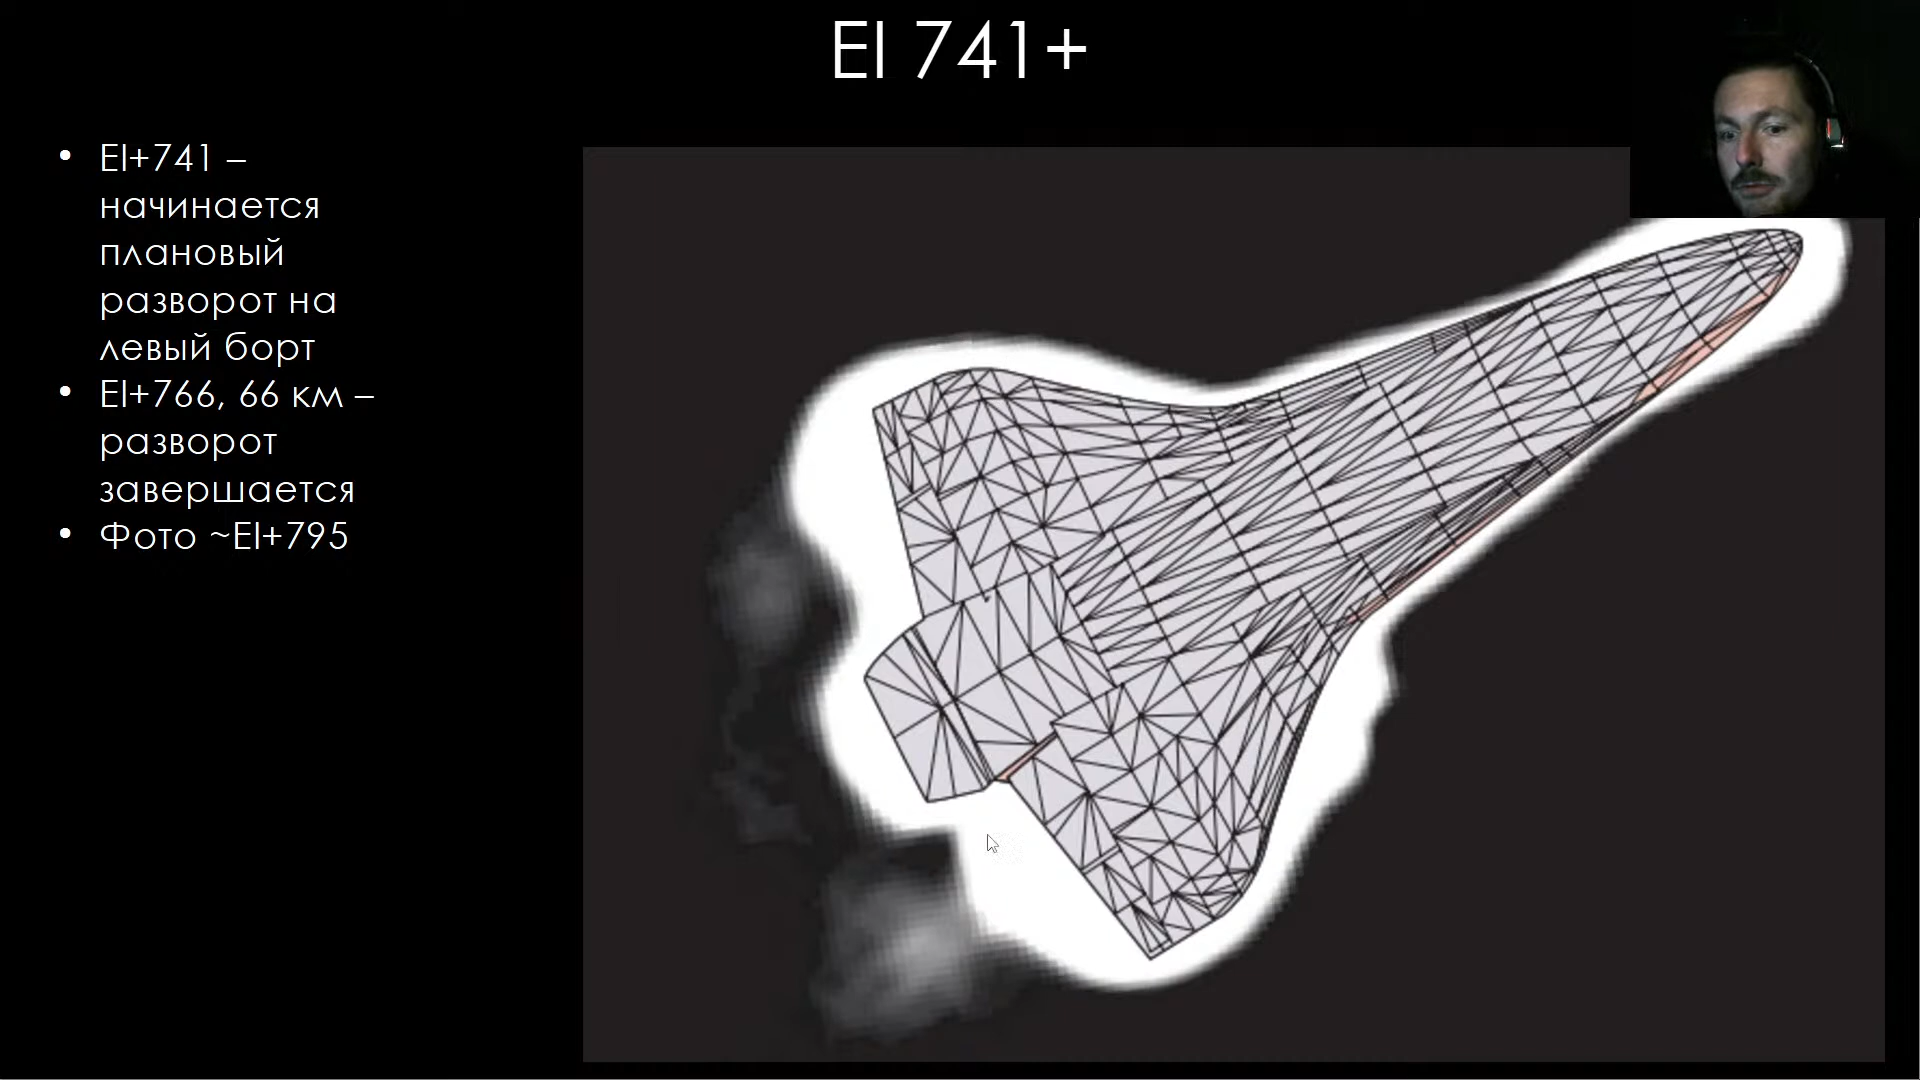 EI 741+
• EI+741 –
начинается
плановый
разворот на
левый борт
• EI+766, 66 км –
разворот
завершается
• Фото ~EI+795